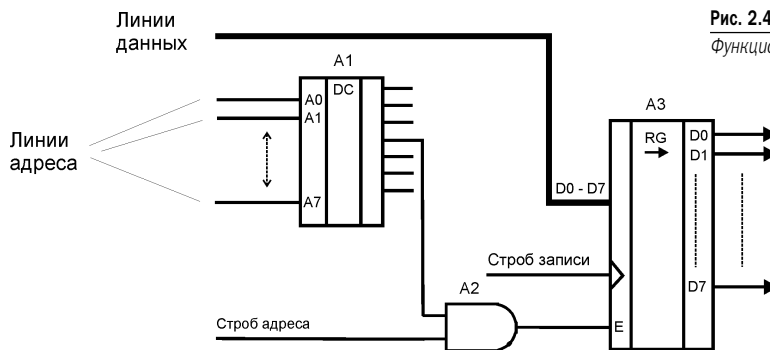 Линии
данных
Рис. 2.4
A1
DC
A0
A1
A7
Линии
адреса
A3
RG
D0
D1
D7
D0 - D7
Строб записи
A2
Строб адреса
E